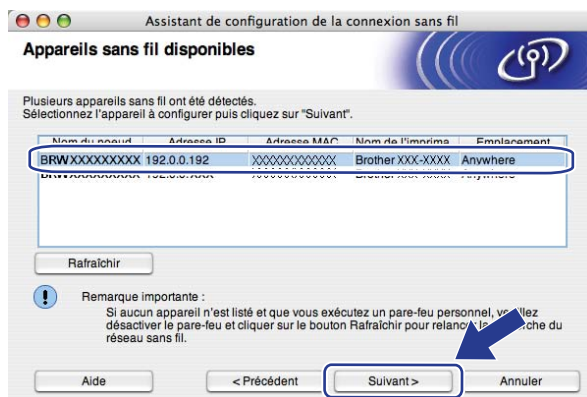 Assistant de configuration de la connexion sans fil
Appareils sans fil disponibles
Plusieurs appareils sans fil ont été détectés.
Sélectionnez l'appareil à configurer puis cliquez sur "Suivant".
Nom du noeud Adresse IP Adresse MAC Nom de l'imprima Emplacement
BRWXXXXXXXXX 192.0.0.192 XXXXXXXXXXXX Brother XXX-XXXX Anywhere
Rafraîchir
Remarque importante :
Si aucun appareil n'est listé et que vous exécutez un pare-feu personnel,
désactiver le pare-feu et cliquer sur le bouton Rafraîchir pour
réseau sans fil.
Aide
< Précédent
Suivant >
Annuler